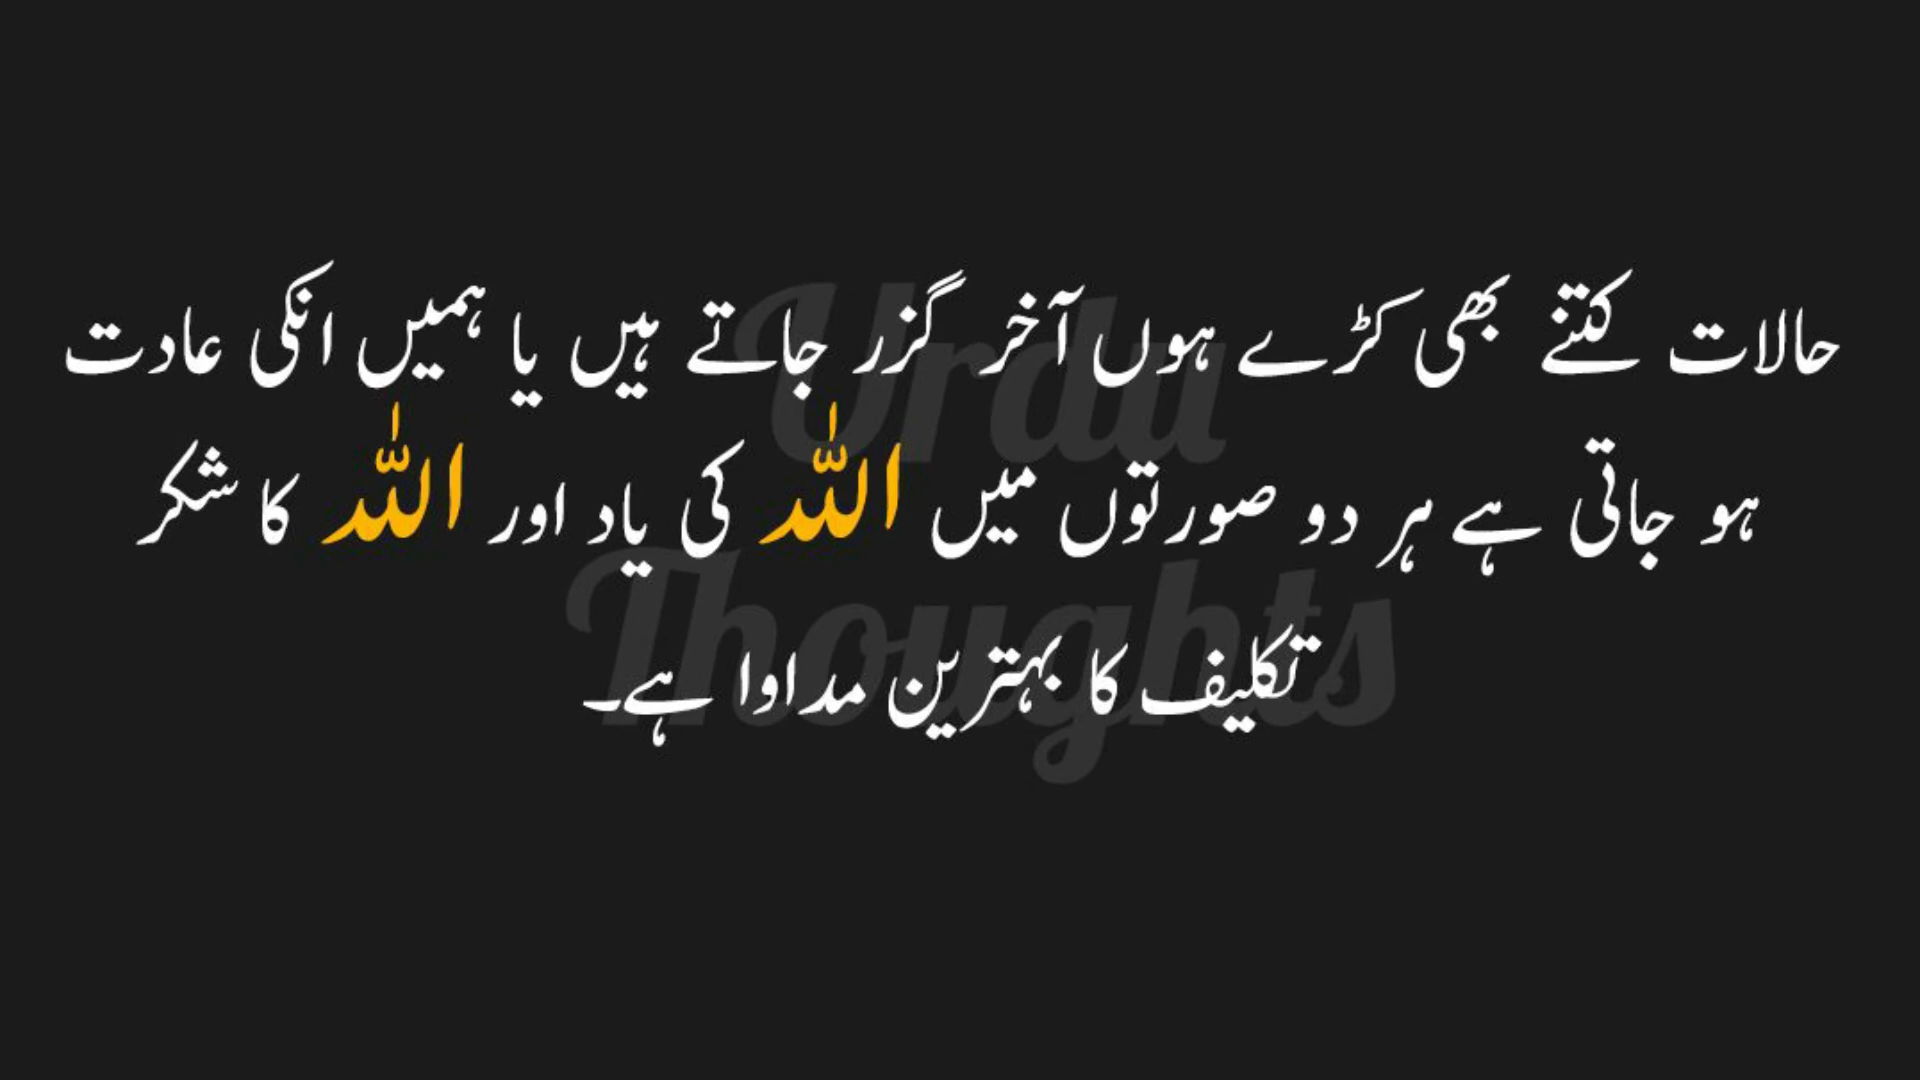 حالات کتنے بھی کڑے ہوں آخر گزر جاتے ہیں یا ہمیں انکی عادت
ہو جاتی ہے ہر دو صورتوں میں اللہ کی یاد اور اللہ کا شکر
تکلیف کا بہترین مداوا ہے۔
Urdu
Thoughts